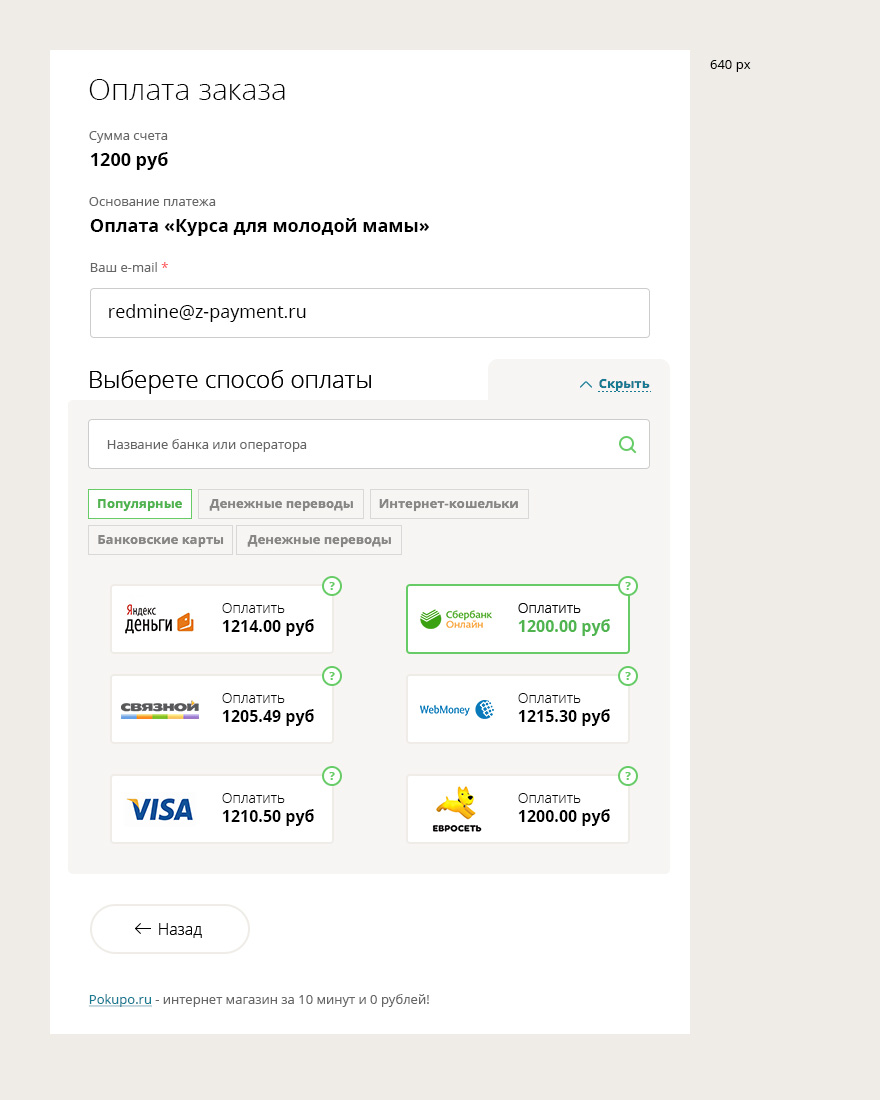 640 px
Оплата заказа
Сумма счета
1200 руб
Основание платежа
Оплата «Курса для молодой мамы»
Ваш e-mail *
redmine@z-payment.ru
Выберете способ оплаты
Скрыть
Название банка или оператора
Популярные Денежные переводы Интернет-кошельки
Банковские карты Денежные переводы
?
Яндекс
деньги
Оплатить
1214.00 руб
?
Сбербанк
Онлайн
Оплатить
1200.00 руб
?
СВЯЗНОЙ
Оплатить
1205.49 руб
?
WebMoney
Оплатить
1215.30 руб
?
VISA
Оплатить
1210.50 руб
?
ЕВРОСЕТЬ
Оплатить
1200.00 руб
Назад
Pokupo.ru - интернет магазин за 10 минут и 0 рублей!